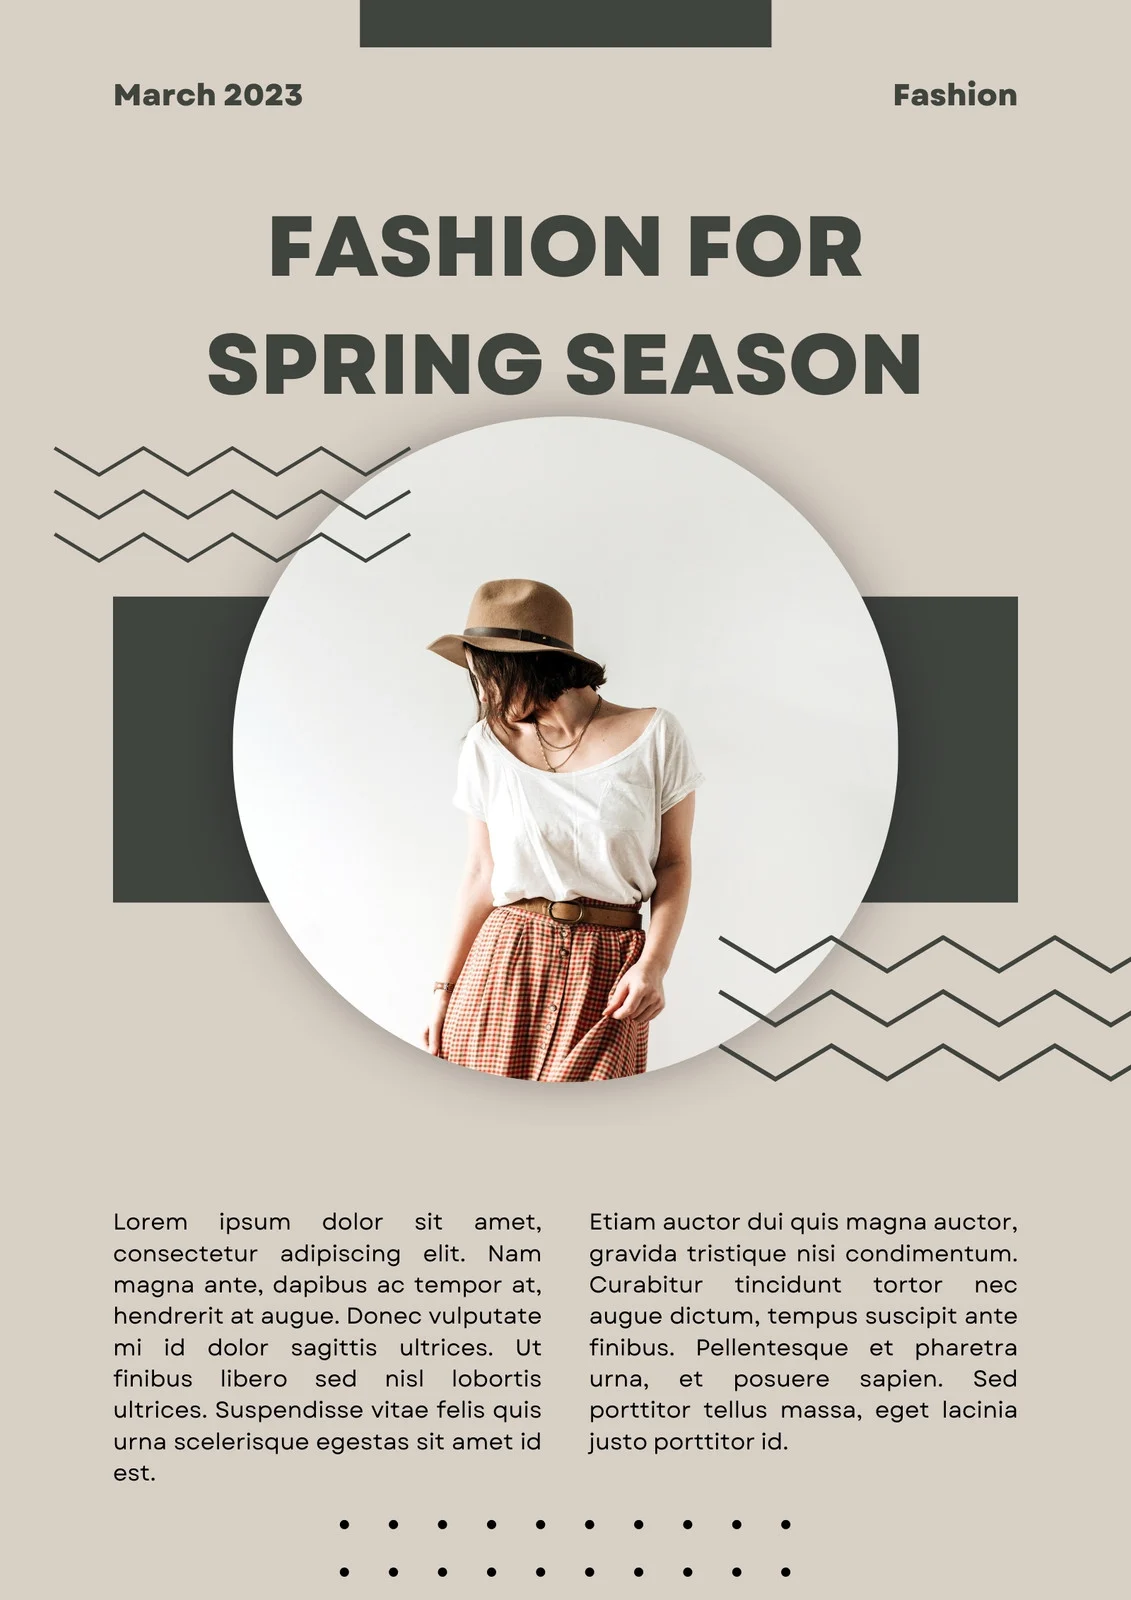 March 2023
Fashion
FASHION FOR
SPRING SEASON
Lorem ipsum dolor sit amet,
consectetur adipiscing elit. Nam
magna ante, dapibus ac tempor at,
hendrerit at augue. Donec vulputate
mi id dolor sagittis ultrices. Ut
finibus libero sed nisl lobortis
ultrices. Suspendisse vitae felis quis
urna scelerisque egestas sit amet id
est.
Etiam auctor dui quis magna auctor,
gravida tristique nisi condimentum.
Curabitur tincidunt tortor nec
augue dictum, tempus suscipit ante
finibus. Pellentesque et pharetra
urna, et posuere sapien. Sed
porttitor tellus massa, eget lacinia
justo porttitor id.